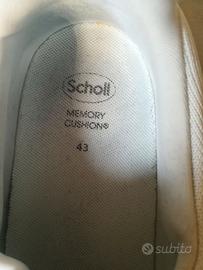 Scholl
MEMORY
CUSHION®
43
subito